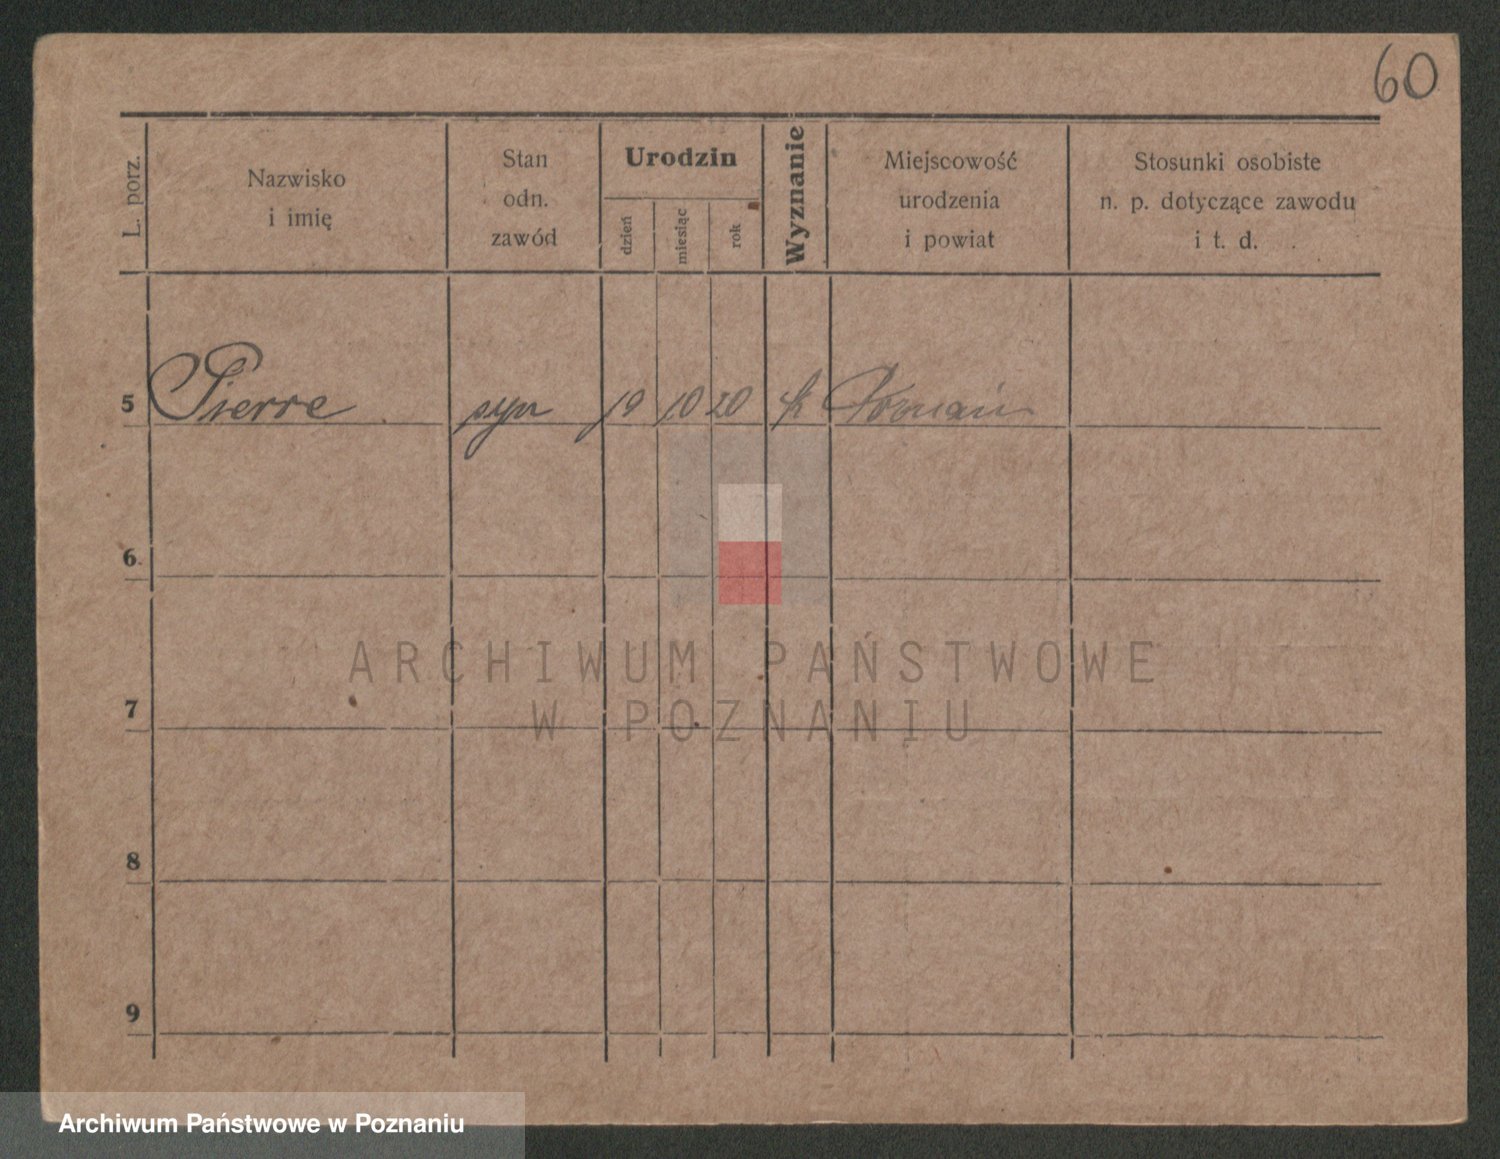 60
L. porz.
Nazwisko
i imię
Stan
odn.
zawód
Urodzin
dzień
miesiąc
rok
Wyznanie
Miejscowość
urodzenia
i powiat
Stosunki osobiste
n. p. dotyczące zawodu
i t. d.
5 Pierre syn 19 10 20 k Poznań
6
7
8
9
ARCHIWUM PAŃSTWOWE
W POZNANIU
Archiwum Państwowe w Poznaniu